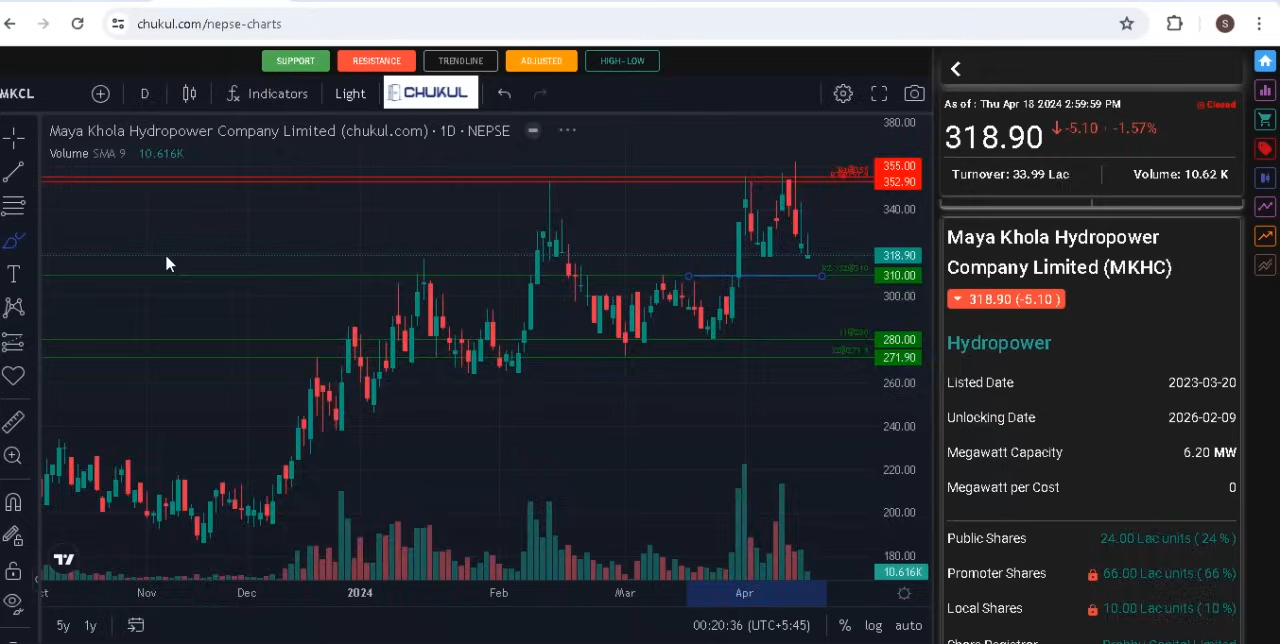 chukul.com/nepse-charts
S
SUPPORT RESISTANCE TRENDLINE ADJUSTED HIGH-LOW
MKCL D Indicators Light CHUKUL
Maya Khola Hydropower Company Limited (chukul.com) · 1D · NEPSE
Volume SMA 9 10.616K
380.00
355.00
352.90
340.00
318.90
310.00
300.00
280.00
271.90
260.00
240.00
220.00
200.00
180.00
10.616K
Nov Dec 2024 Feb Mar Apr
5y 1y 00:20:36 (UTC+5:45) % log auto
As of : Thu Apr 18 2024 2:59:59 PM Closed
318.90 -5.10 · -1.57%
Turnover: 33.99 Lac Volume: 10.62 K
Maya Khola Hydropower
Company Limited (MKHC)
318.90 (-5.10 )
Hydropower
Listed Date 2023-03-20
Unlocking Date 2026-02-09
Megawatt Capacity 6.20 MW
Megawatt per Cost 0
Public Shares 24.00 Lac units ( 24 %)
Promoter Shares 66.00 Lac units ( 66 %)
Local Shares 10.00 Lac units ( 10 %)